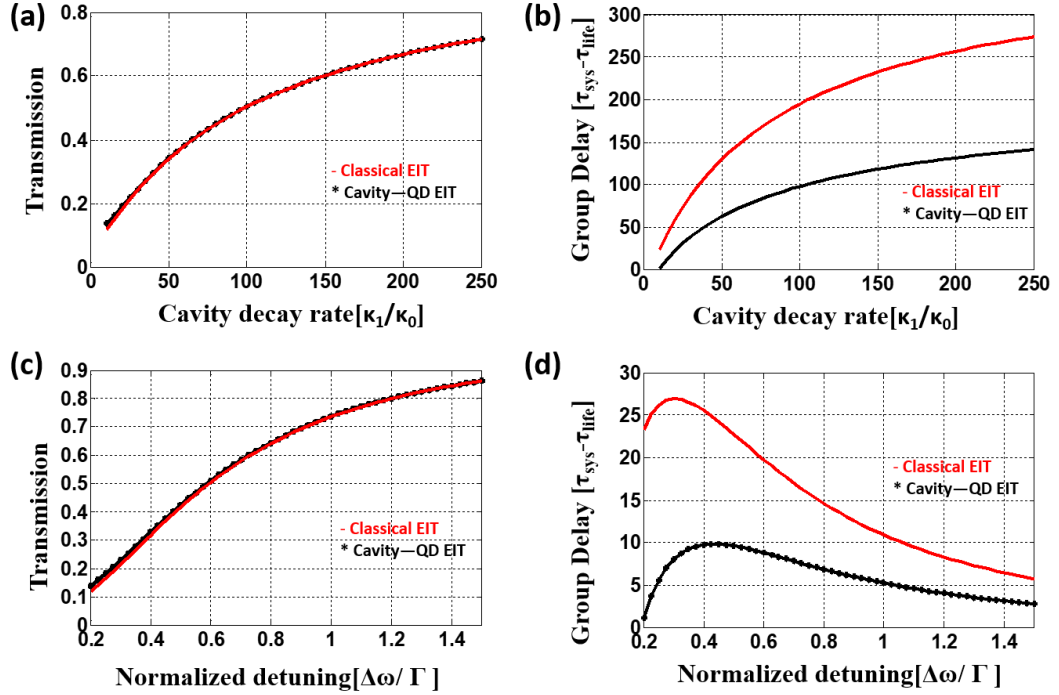 (a)
Transmission
0.8
0.6
0.4
0.2
0
0 50 100 150 200 250
- Classical EIT
* Cavity—QD EIT
Cavity decay rate[κ₁/κ₀]
(b)
Group Delay [τsys-τlife]
300
250
200
150
100
50
0
0 50 100 150 200 250
- Classical EIT
* Cavity—QD EIT
Cavity decay rate[κ₁/κ₀]
(c)
Transmission
0.9
0.8
0.7
0.6
0.5
0.4
0.3
0.2
0.1
0
0.2 0.4 0.6 0.8 1 1.2 1.4
- Classical EIT
* Cavity—QD EIT
Normalized detuning[Δω/ Γ ]
(d)
Group Delay [τsys-τlife]
30
25
20
15
10
5
0
0.2 0.4 0.6 0.8 1 1.2 1.4
- Classical EIT
* Cavity—QD EIT
Normalized detuning[Δω/ Γ ]